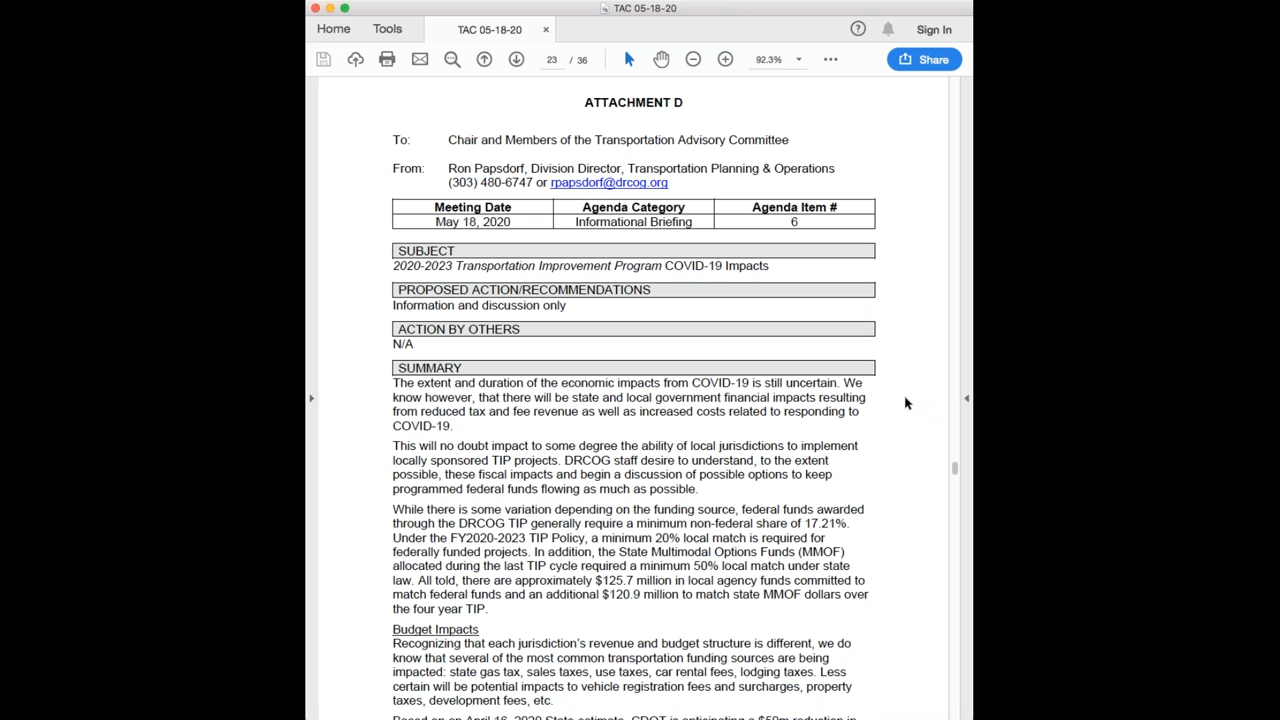 TAC 05-18-20
Home Tools TAC 05-18-20 × Sign In
23 / 36 92.3% Share
ATTACHMENT D
To: Chair and Members of the Transportation Advisory Committee
From: Ron Papsdorf, Division Director, Transportation Planning & Operations
(303) 480-6747 or rpapsdorf@drcog.org
Meeting Date Agenda Category Agenda Item #
May 18, 2020 Informational Briefing 6
SUBJECT
2020-2023 Transportation Improvement Program COVID-19 Impacts
PROPOSED ACTION/RECOMMENDATIONS
Information and discussion only
ACTION BY OTHERS
N/A
SUMMARY
The extent and duration of the economic impacts from COVID-19 is still uncertain. We
know however, that there will be state and local government financial impacts resulting
from reduced tax and fee revenue as well as increased costs related to responding to
COVID-19.
This will no doubt impact to some degree the ability of local jurisdictions to implement
locally sponsored TIP projects. DRCOG staff desire to understand, to the extent
possible, these fiscal impacts and begin a discussion of possible options to keep
programmed federal funds flowing as much as possible.
While there is some variation depending on the funding source, federal funds awarded
through the DRCOG TIP generally require a minimum non-federal share of 17.21%.
Under the FY2020-2023 TIP Policy, a minimum 20% local match is required for
federally funded projects. In addition, the State Multimodal Options Funds (MMOF)
allocated during the last TIP cycle required a minimum 50% local match under state
law. All told, there are approximately $125.7 million in local agency funds committed to
match federal funds and an additional $120.9 million to match state MMOF dollars over
the four year TIP.
Budget Impacts
Recognizing that each jurisdiction's revenue and budget structure is different, we do
know that several of the most common transportation funding sources are being
impacted: state gas tax, sales taxes, use taxes, car rental fees, lodging taxes. Less
certain will be potential impacts to vehicle registration fees and surcharges, property
taxes, development fees, etc.
Based on an April 16, 2020 State estimate, CDOT is anticipating a $50m reduction in